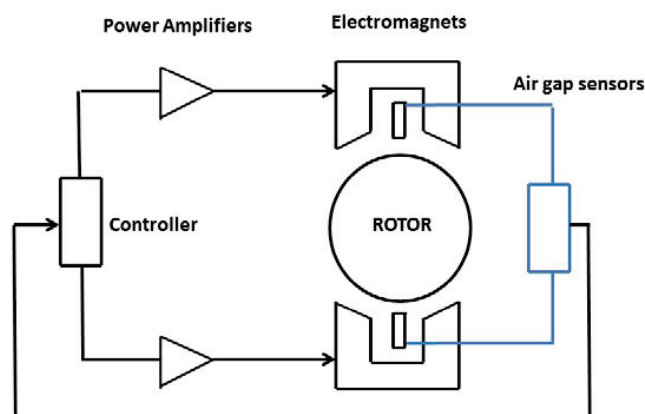 Power Amplifiers
Electromagnets
Air gap sensors
Controller
ROTOR